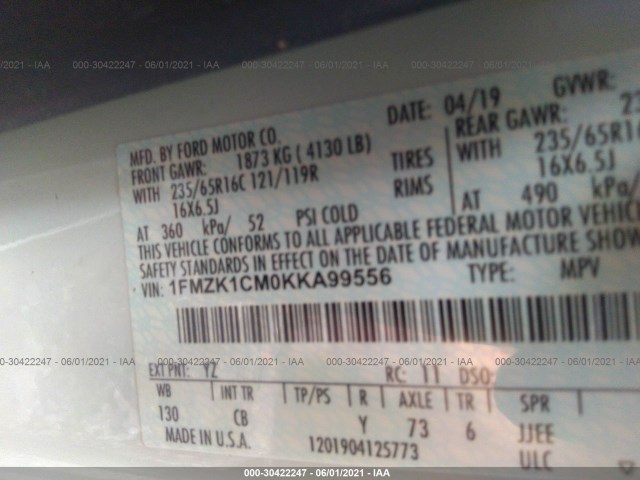 000-30422247 - 06/01/2021 - IAA
000-30422247 - 06/01/2021 - IAA
000-30422247 - 06/01/2021 - IAA
MFD. BY FORD MOTOR CO.
DATE: 04/19
GVWR:
FRONT GAWR: 1873 KG ( 4130 LB)
REAR GAWR:
WITH 235/65R16C 121/119R TIRES
WITH 235/65R16
16X6.5J RIMS
16X6.5J
AT 360 kPa/ 52 PSI COLD
AT 490 kPa/
THIS VEHICLE CONFORMS TO ALL APPLICABLE FEDERAL MOTOR VEHIC
SAFETY STANDARDS IN EFFECT ON THE DATE OF MANUFACTURE SHOW
VIN: 1FMZK1CM0KKA99556 TYPE: MPV
000-30422247 - 06/01/2021 - IAA
000-30422247 - 06/01/2021 - IAA
000-30422247 - 06/01/2021 - IAA
EXT PNT: YZ RC: 11 DSO:
WB INT TR TP/PS R AXLE TR SPR
130 CB Y 73 6 JJEE
MADE IN U.S.A. 1201904125773 ULC
000-30422247 - 06/01/2021 - IAA